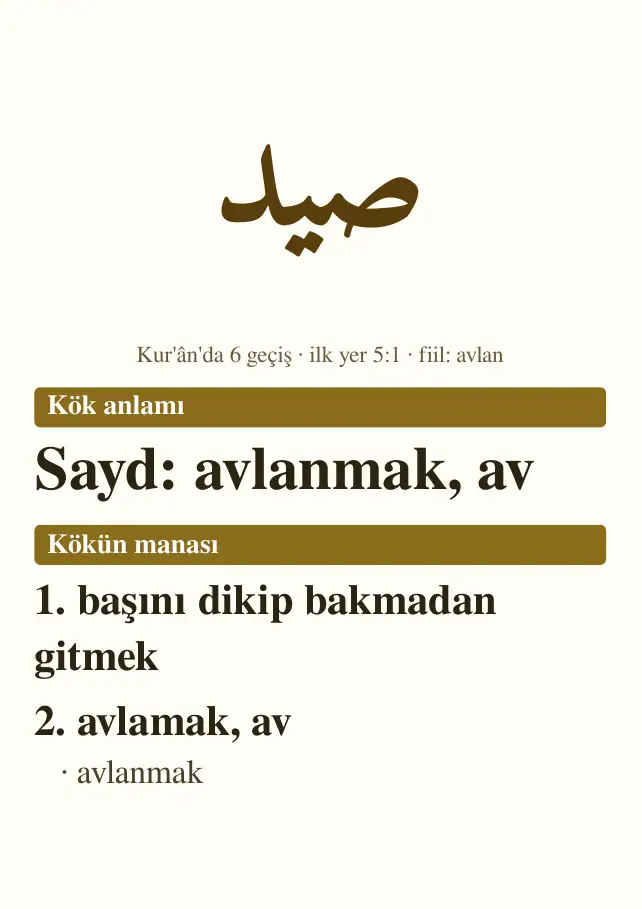 صيد
Kur'ân'da 6 geçiş · ilk yer 5:1 · fiil: avlan
Kök anlamı
Sayd: avlanmak, av
Kökün manası
1. başını dikip bakmadan
gitmek
2. avlamak, av
· avlanmak